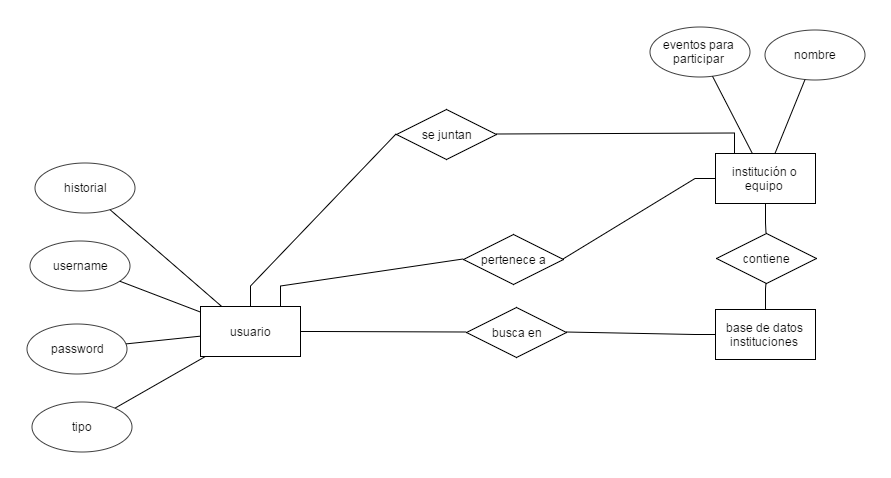 eventos para
participar
nombre
se juntan
institución o
equipo
historial
username
pertenece a
contiene
usuario
busca en
base de datos
instituciones
password
tipo